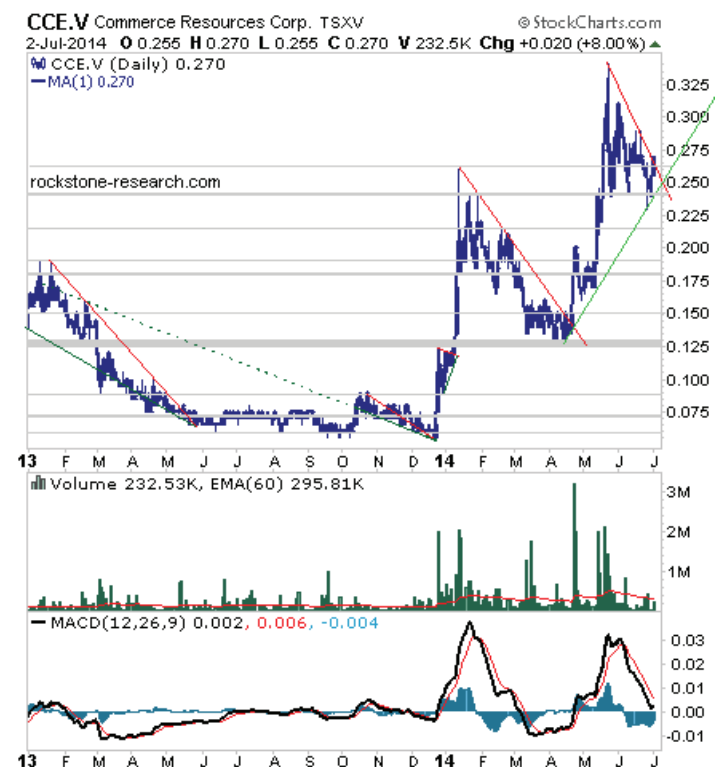 CCE.V Commerce Resources Corp. TSXV © StockCharts.com
2-Jul-2014 O 0.255 H 0.270 L 0.255 C 0.270 V 232.5K Chg +0.020 (+8.00%)
CCE.V (Daily) 0.270
MA(1) 0.270
0.325
0.300
0.275
rockstone-research.com
0.250
0.225
0.200
0.175
0.150
0.125
0.100
0.075
13 F M A M J J A S O N D 14 F M A M J J
Volume 232.53K, EMA(60) 295.81K
3M
2M
1M
MACD(12,26,9) 0.002, 0.006, -0.004
0.03
0.02
0.01
0.00
-0.01
13 F M A M J J A S O N D 14 F M A M J J